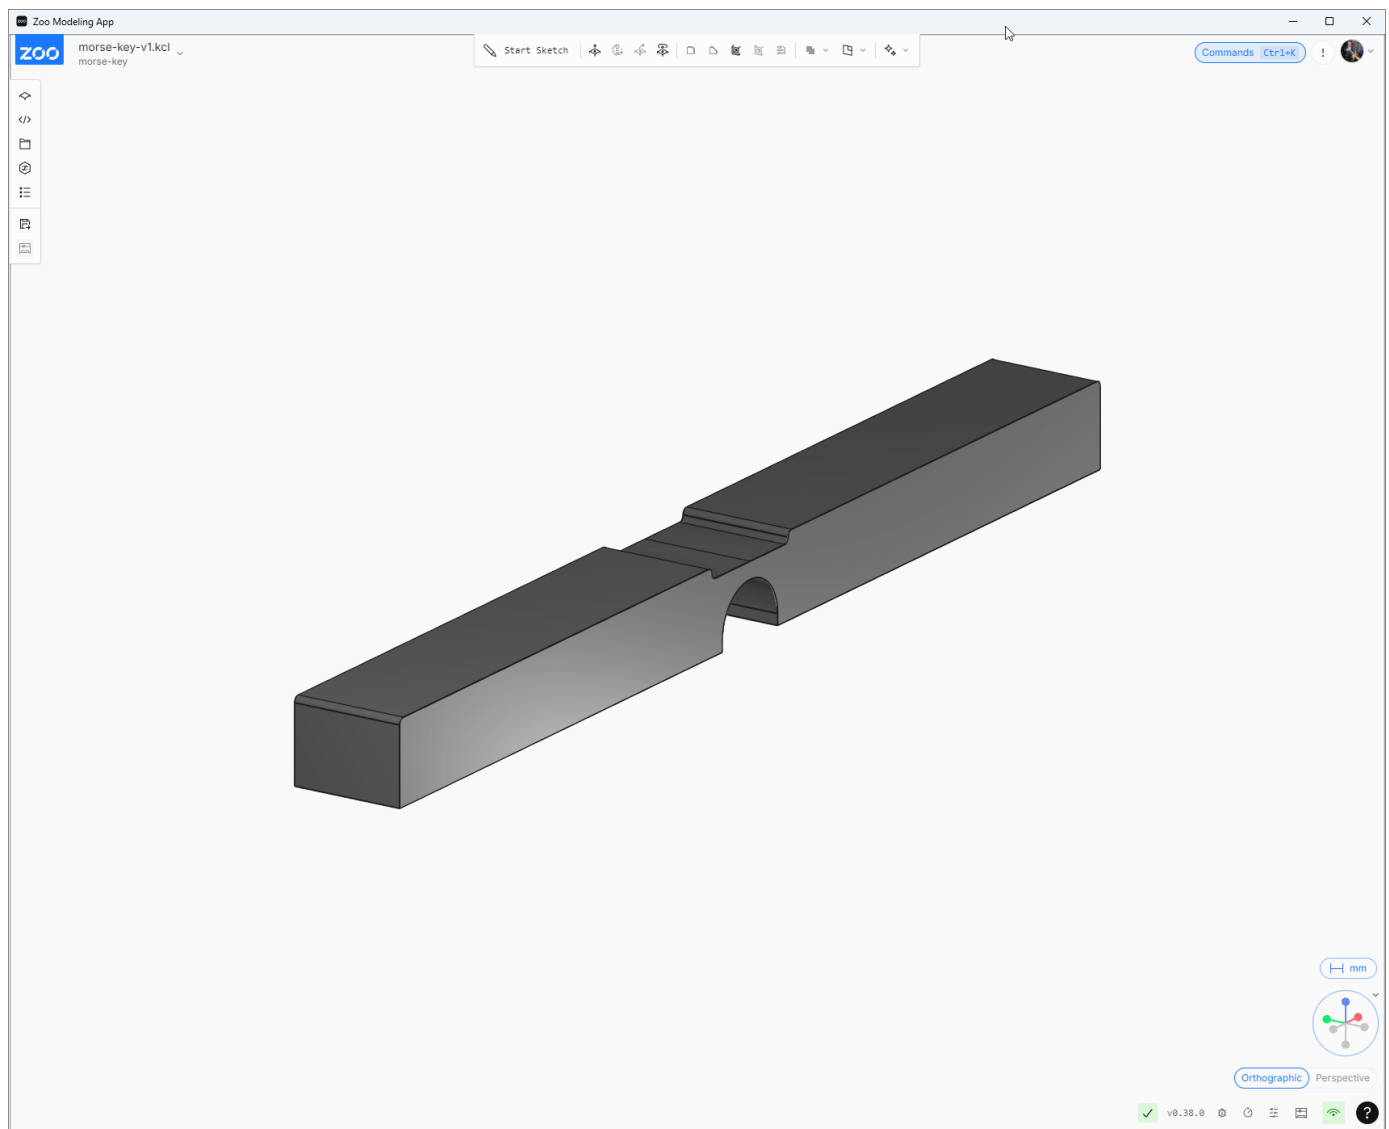 Zoo Modeling App
ZOO
morse-key-v1.kcl
morse-key
Start Sketch
Commands Ctrl+K
!
mm
Orthographic Perspective
v0.38.0
?